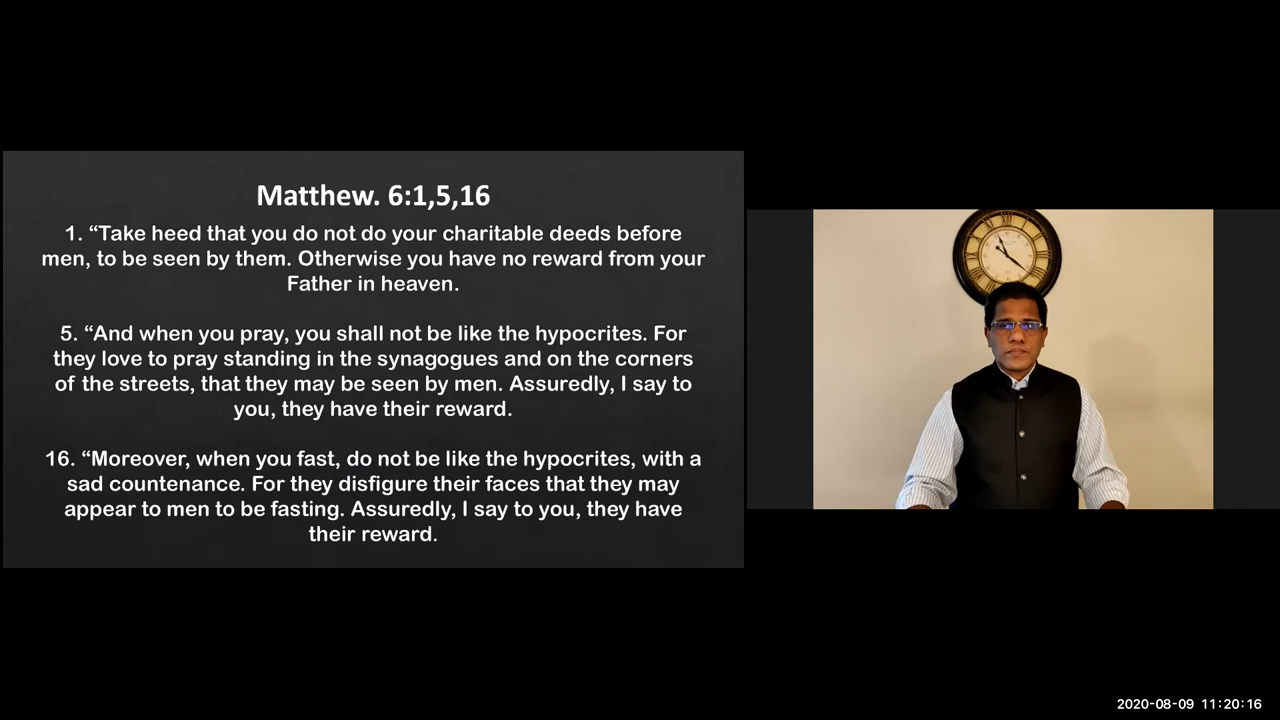 Matthew. 6:1,5,16
1. “Take heed that you do not do your charitable deeds before
men, to be seen by them. Otherwise you have no reward from your
Father in heaven.
5. “And when you pray, you shall not be like the hypocrites. For
they love to pray standing in the synagogues and on the corners
of the streets, that they may be seen by men. Assuredly, I say to
you, they have their reward.
16. “Moreover, when you fast, do not be like the hypocrites, with a
sad countenance. For they disfigure their faces that they may
appear to men to be fasting. Assuredly, I say to you, they have
their reward.
2020-08-09 11:20:16